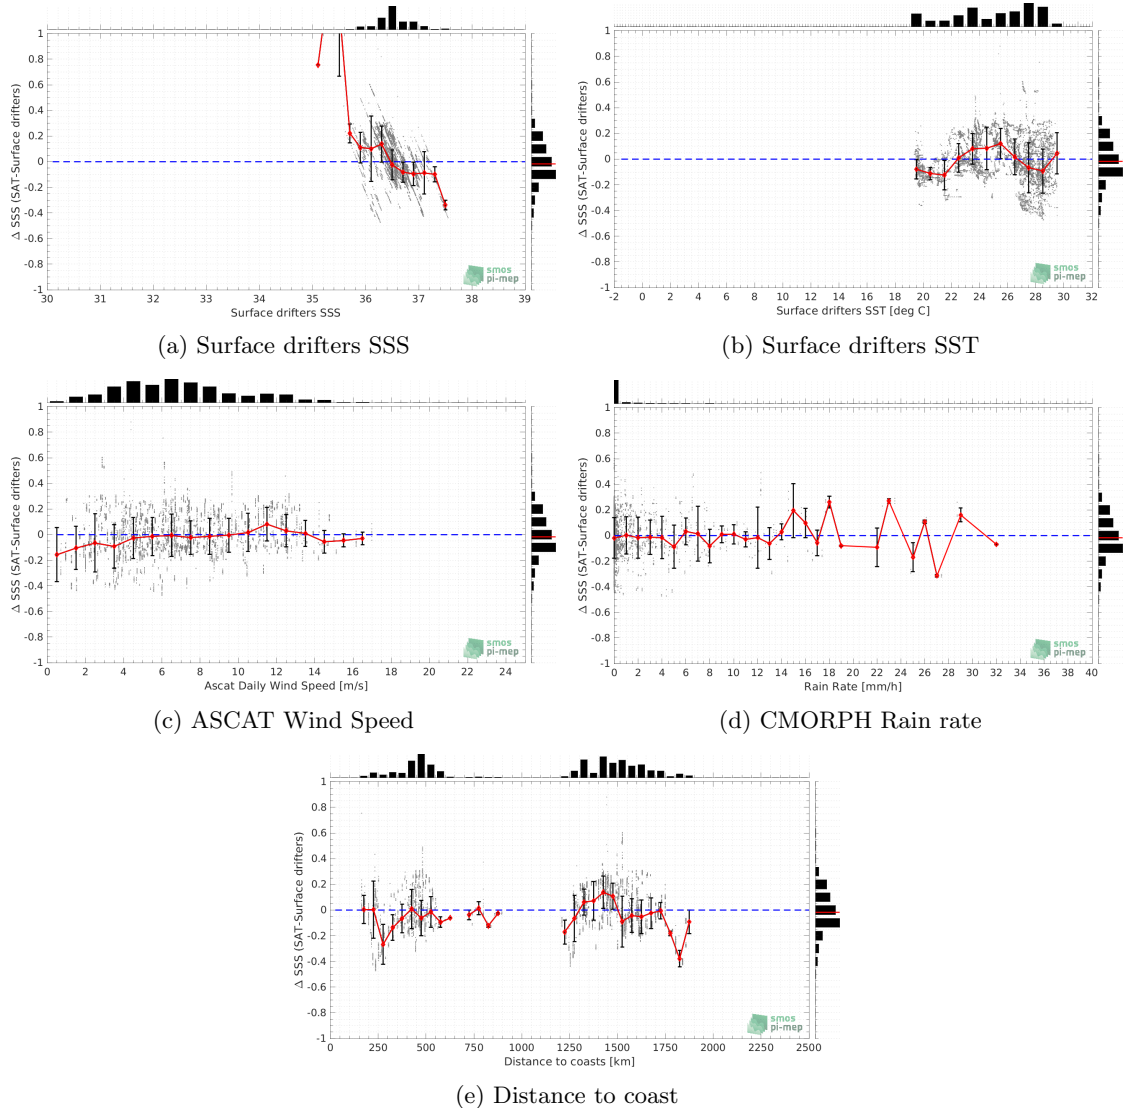 Δ SSS (SAT-Surface drifters)
1
0.8
0.6
0.4
0.2
0
-0.2
-0.4
-0.6
-0.8
-1
30 31 32 33 34 35 36 37 38 39
Surface drifters SSS
smos
pi-mep
(a) Surface drifters SSS
Δ SSS (SAT-Surface drifters)
1
0.8
0.6
0.4
0.2
0
-0.2
-0.4
-0.6
-0.8
-1
-2 0 2 4 6 8 10 12 14 16 18 20 22 24 26 28 30 32
Surface drifters SST [deg C]
smos
pi-mep
(b) Surface drifters SST
Δ SSS (SAT-Surface drifters)
1
0.8
0.6
0.4
0.2
0
-0.2
-0.4
-0.6
-0.8
-1
0 2 4 6 8 10 12 14 16 18 20 22 24
Ascat Daily Wind Speed [m/s]
smos
pi-mep
(c) ASCAT Wind Speed
Δ SSS (SAT-Surface drifters)
1
0.8
0.6
0.4
0.2
0
-0.2
-0.4
-0.6
-0.8
-1
0 2 4 6 8 10 12 14 16 18 20 22 24 26 28 30 32 34 36 38 40
Rain Rate [mm/h]
smos
pi-mep
(d) CMORPH Rain rate
Δ SSS (SAT-Surface drifters)
1
0.8
0.6
0.4
0.2
0
-0.2
-0.4
-0.6
-0.8
-1
0 250 500 750 1000 1250 1500 1750 2000 2250 2500
Distance to coasts [km]
smos
pi-mep
(e) Distance to coast